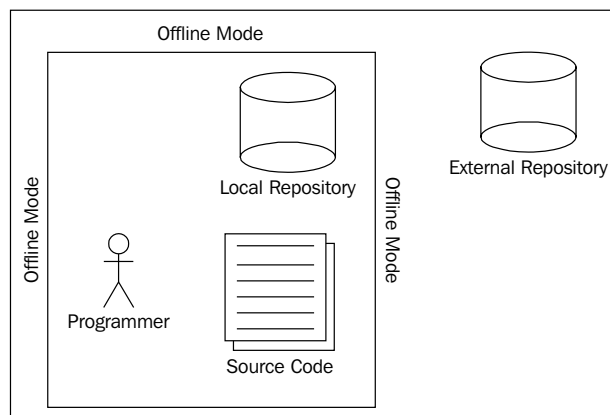 Offline Mode
Local Repository
External Repository
Offline Mode
Offline Mode
Programmer
Source Code